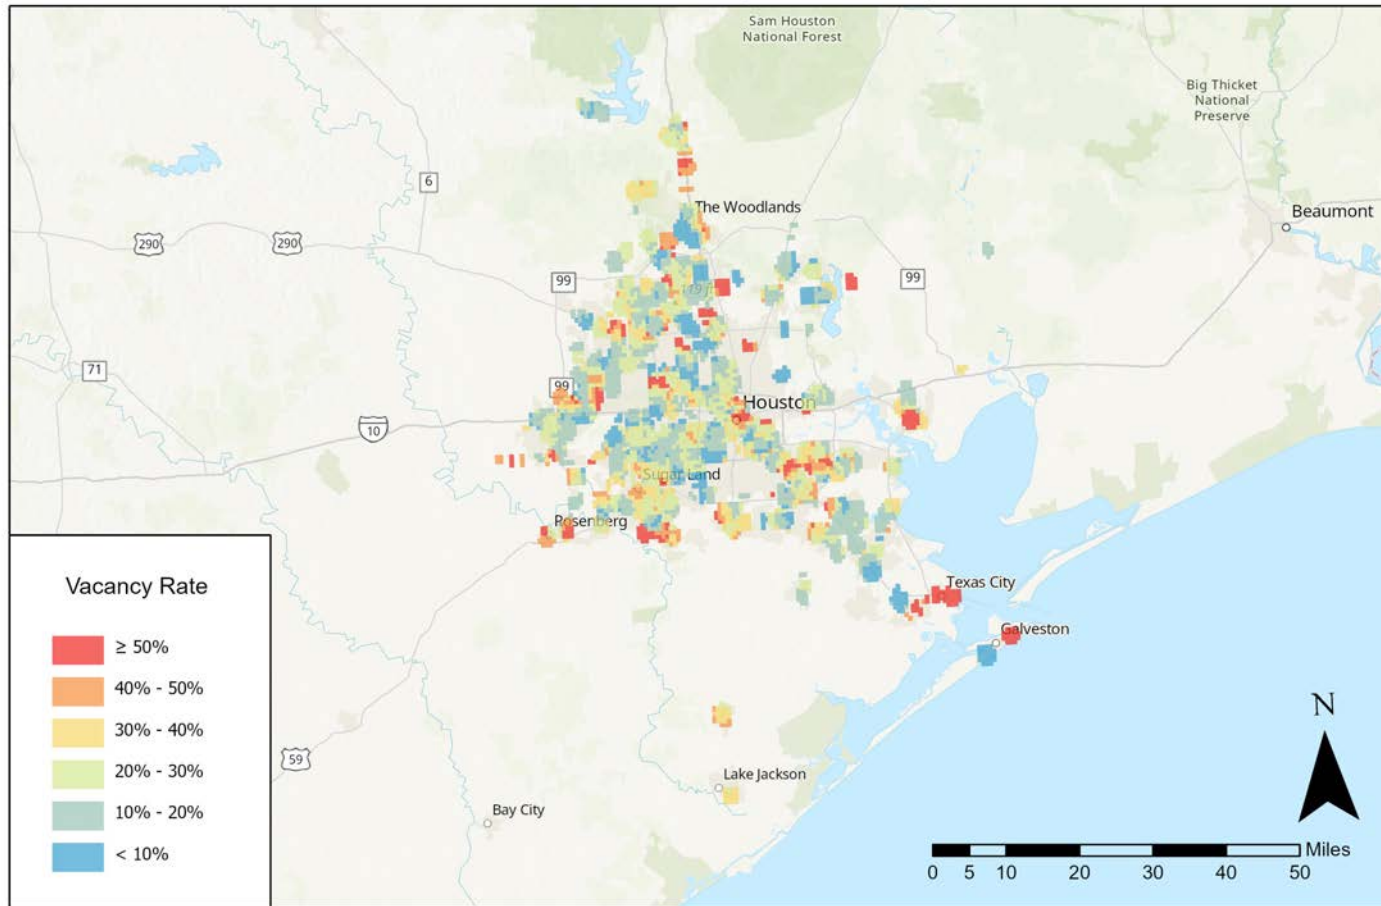 Sam Houston
National Forest
Big Thicket
National
Preserve
6
The Woodlands
Beaumont
290
290
99
99
119 ft
71
99
Houston
10
Sugar Land
Rosenberg
Texas City
Galveston
59
Lake Jackson
Bay City
Vacancy Rate
≥ 50%
40% - 50%
30% - 40%
20% - 30%
10% - 20%
< 10%
N
Miles
0 5 10 20 30 40 50